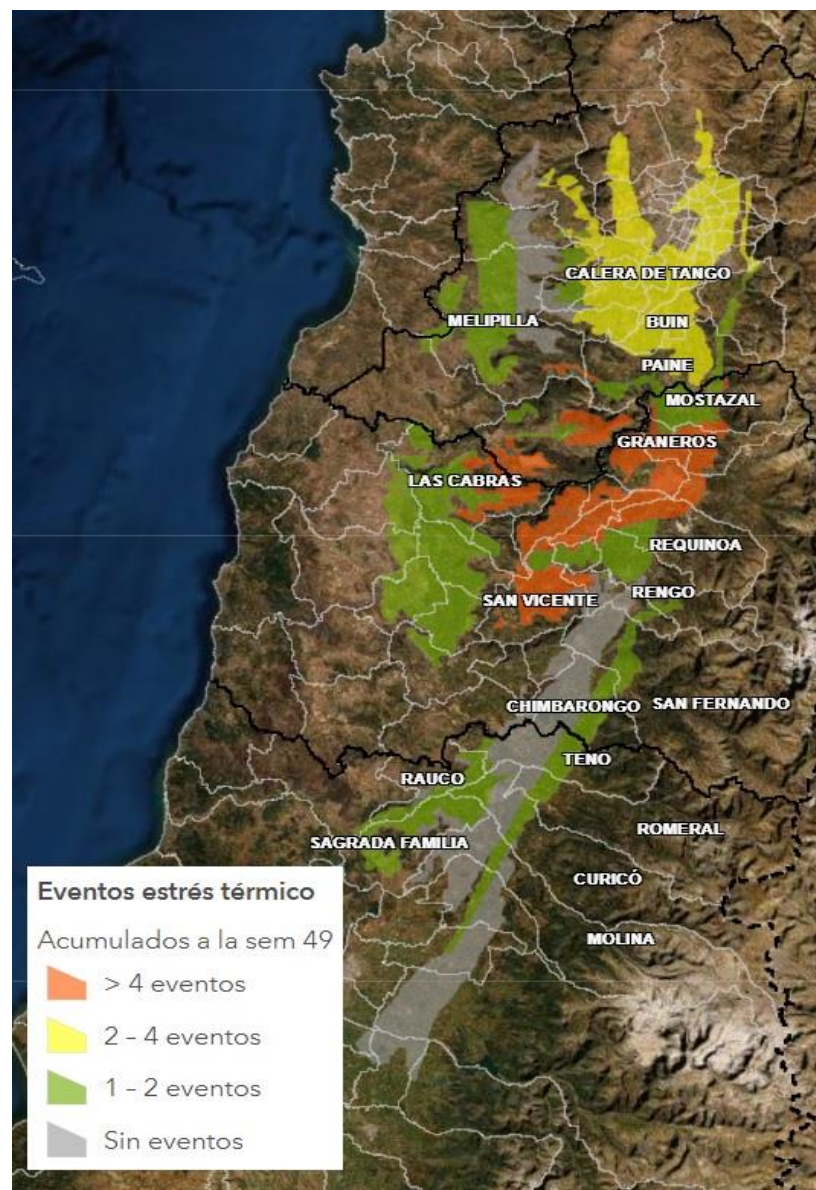 CALERA DE TANGO
MELIPILLA
BUIN
PAINE
MOSTAZAL
GRANEROS
LAS CABRAS
REQUINOA
RENGO
SAN VICENTE
CHIMBARONGO
SAN FERNANDO
TENO
RAUCO
ROMERAL
SAGRADA FAMILIA
CURICÓ
MOLINA
Eventos estrés térmico
Acumulados a la sem 49
> 4 eventos
2 - 4 eventos
1 - 2 eventos
Sin eventos